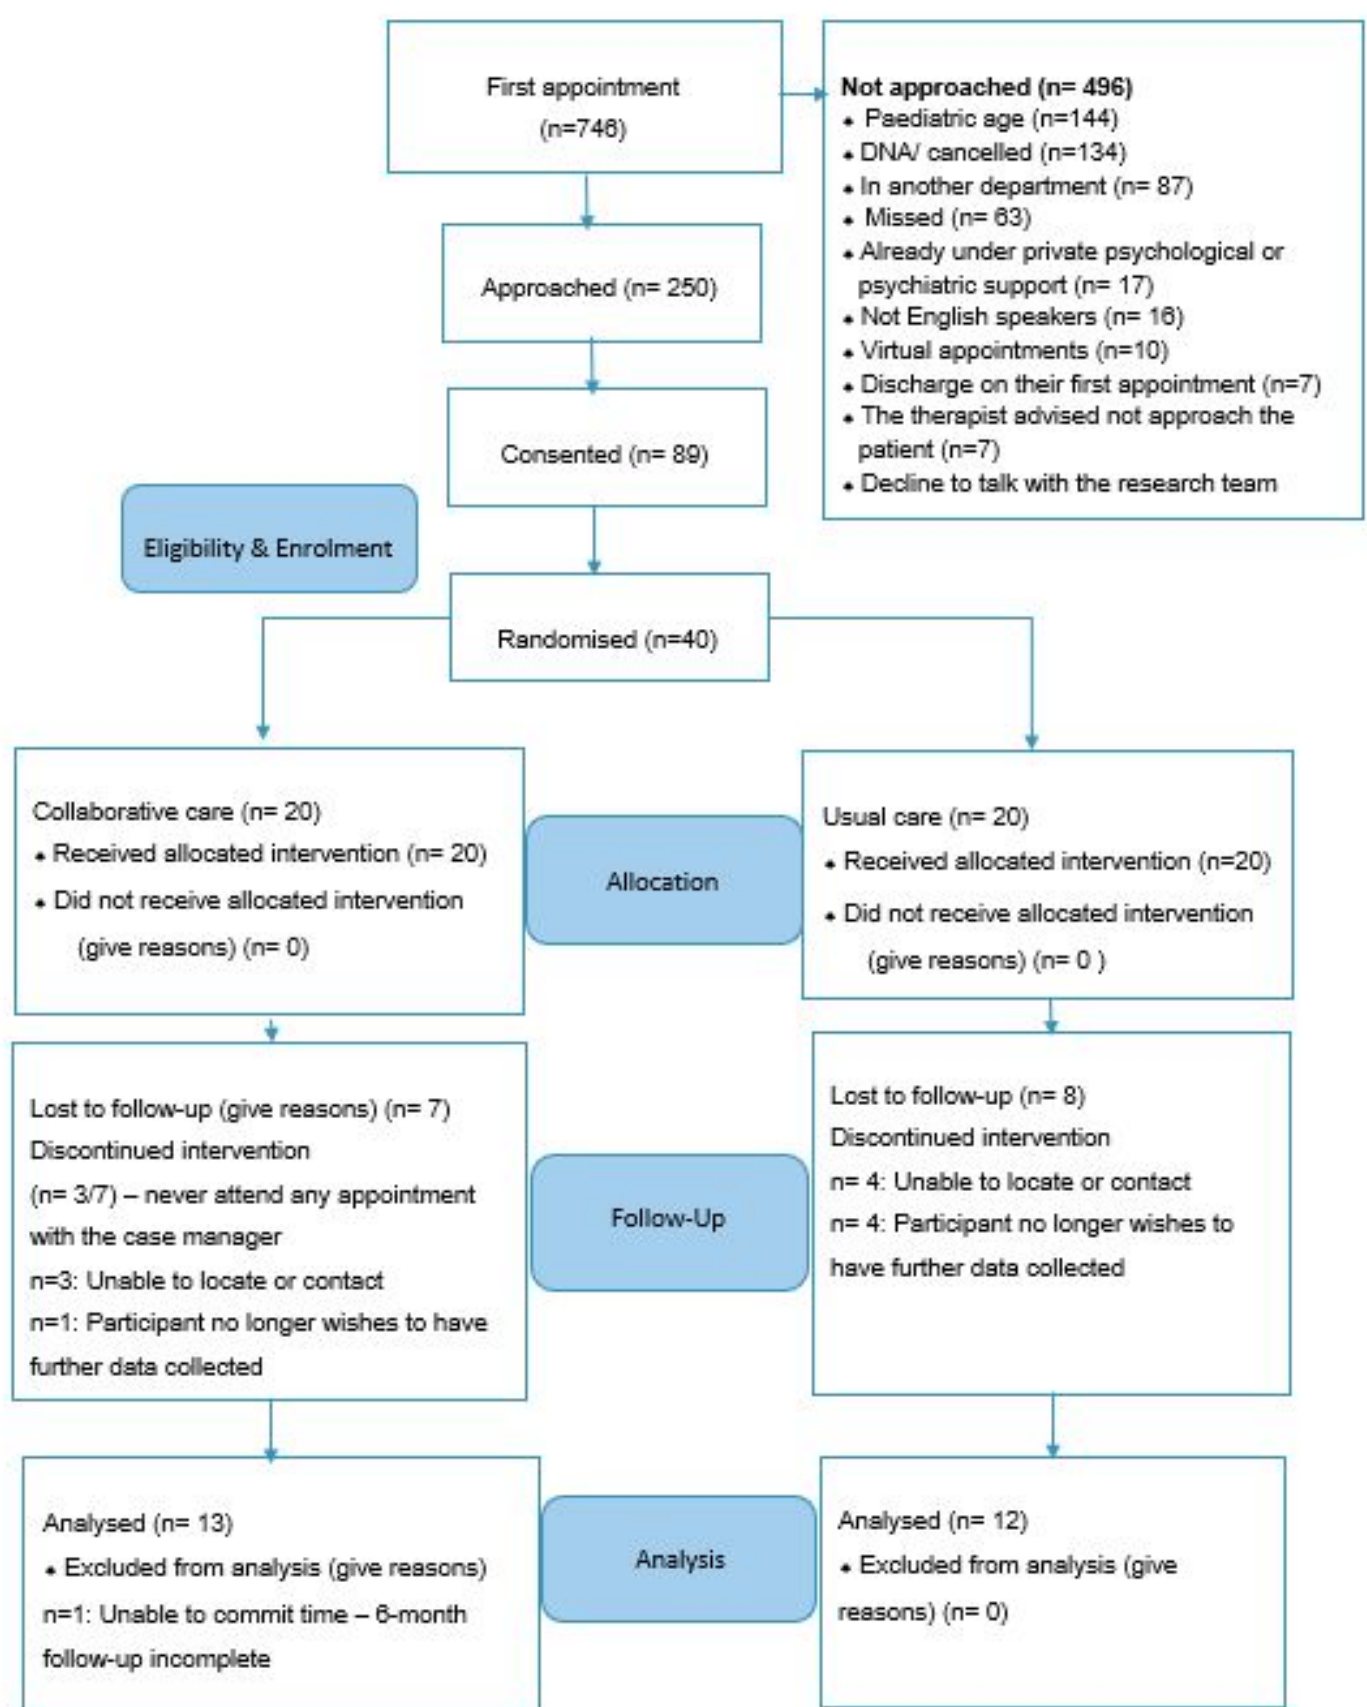 First appointment
(n=746)
Not approached (n= 496)
♠ Paediatric age (n=144)
♠ DNA/ cancelled (n=134)
♠ In another department (n= 87)
♠ Missed (n= 63)
♠ Already under private psychological or
psychiatric support (n= 17)
♠ Not English speakers (n= 16)
♠ Virtual appointments (n=10)
♠ Discharge on their first appointment (n=7)
♠ The therapist advised not approach the
patient (n=7)
♠ Decline to talk with the research team
Approached (n= 250)
Consented (n= 89)
Eligibility & Enrolment
Randomised (n=40)
Collaborative care (n= 20)
♠ Received allocated intervention (n= 20)
♠ Did not receive allocated intervention
(give reasons) (n= 0)
Allocation
Usual care (n= 20)
♠ Received allocated intervention (n=20)
♠ Did not receive allocated intervention
(give reasons) (n= 0 )
Lost to follow-up (give reasons) (n= 7)
Discontinued intervention
(n= 3/7) – never attend any appointment
with the case manager
n=3: Unable to locate or contact
n=1: Participant no longer wishes to have
further data collected
Follow-Up
Lost to follow-up (n= 8)
Discontinued intervention
n= 4: Unable to locate or contact
n= 4: Participant no longer wishes to
have further data collected
Analysed (n= 13)
♠ Excluded from analysis (give reasons)
n=1: Unable to commit time – 6-month
follow-up incomplete
Analysis
Analysed (n= 12)
♠ Excluded from analysis (give
reasons) (n= 0)